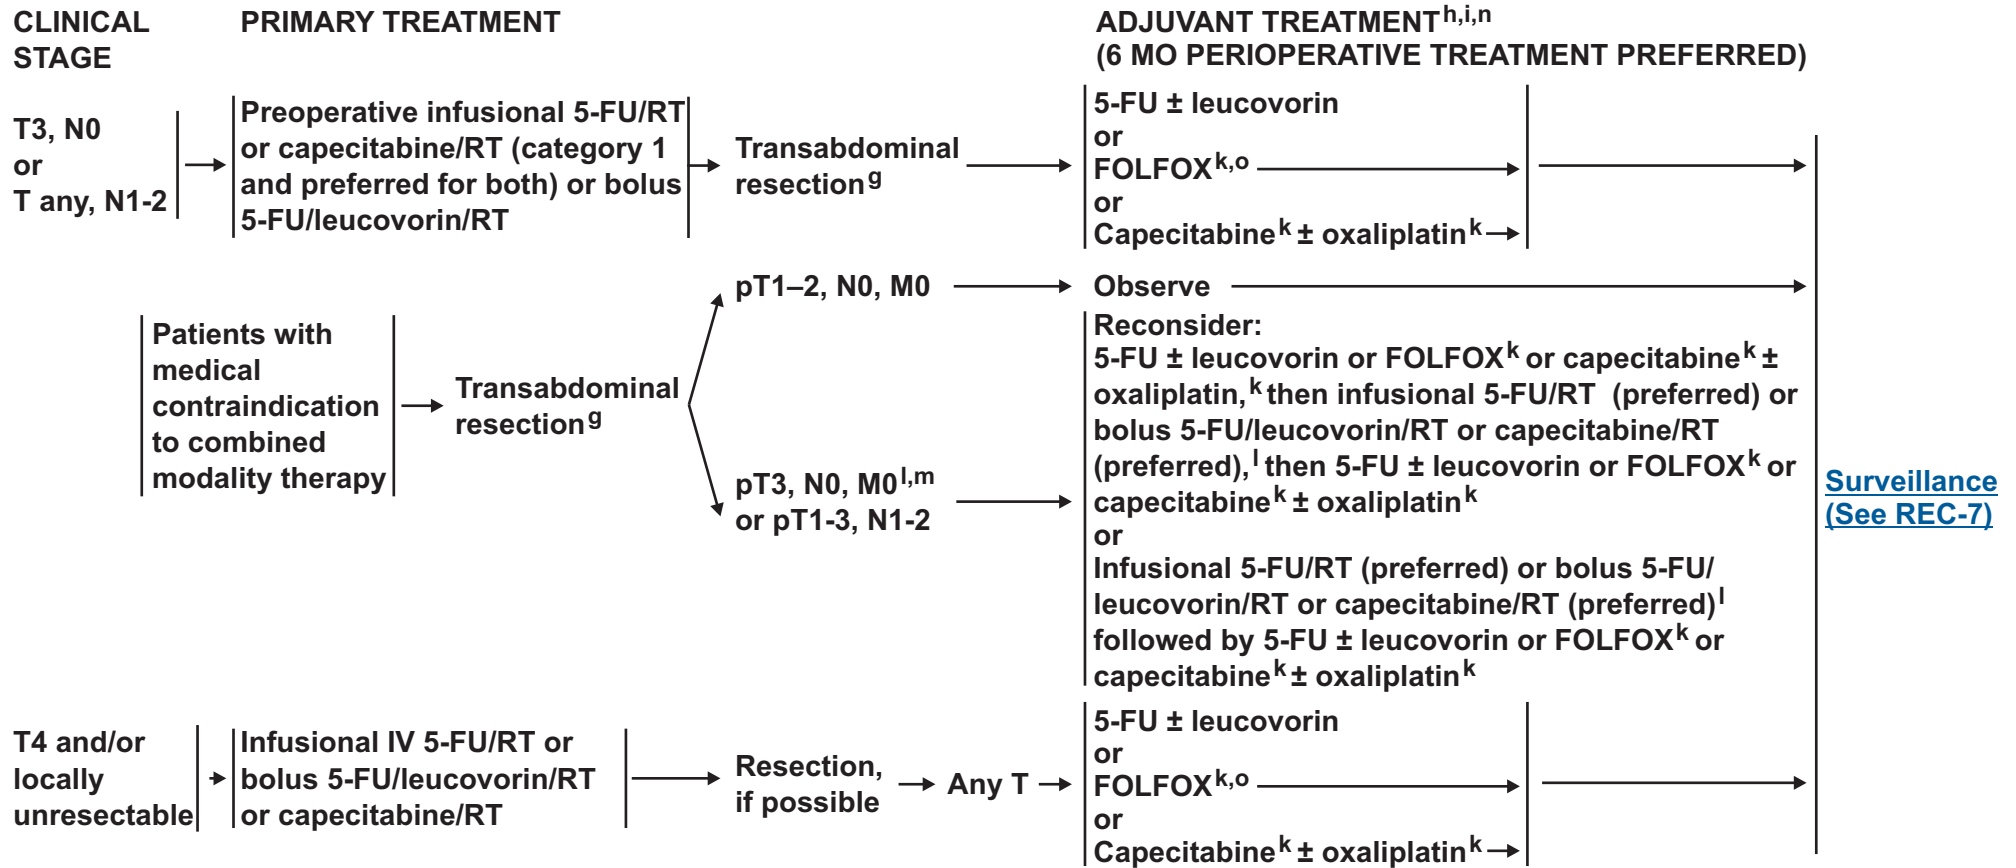 CLINICAL
STAGE
PRIMARY TREATMENT
ADJUVANT TREATMENTh,i,n
(6 MO PERIOPERATIVE TREATMENT PREFERRED)
T3, N0
or
T any, N1-2
Preoperative infusional 5-FU/RT
or capecitabine/RT (category 1
and preferred for both) or bolus
5-FU/leucovorin/RT
Transabdominal
resectiong
5-FU ± leucovorin
or
FOLFOXk,o
or
Capecitabinek ± oxaliplatink
Patients with
medical
contraindication
to combined
modality therapy
Transabdominal
resectiong
pT1–2, N0, M0
Observe
pT3, N0, M0l,m
or pT1-3, N1-2
Reconsider:
5-FU ± leucovorin or FOLFOXk or capecitabinek ±
oxaliplatin,k then infusional 5-FU/RT (preferred) or
bolus 5-FU/leucovorin/RT or capecitabine/RT
(preferred),l then 5-FU ± leucovorin or FOLFOXk or
capecitabinek ± oxaliplatink
or
Infusional 5-FU/RT (preferred) or bolus 5-FU/
leucovorin/RT or capecitabine/RT (preferred)l
followed by 5-FU ± leucovorin or FOLFOXk or
capecitabinek ± oxaliplatink
Surveillance
(See REC-7)
T4 and/or
locally
unresectable
Infusional IV 5-FU/RT or
bolus 5-FU/leucovorin/RT
or capecitabine/RT
Resection,
if possible
Any T
5-FU ± leucovorin
or
FOLFOXk,o
or
Capecitabinek ± oxaliplatink